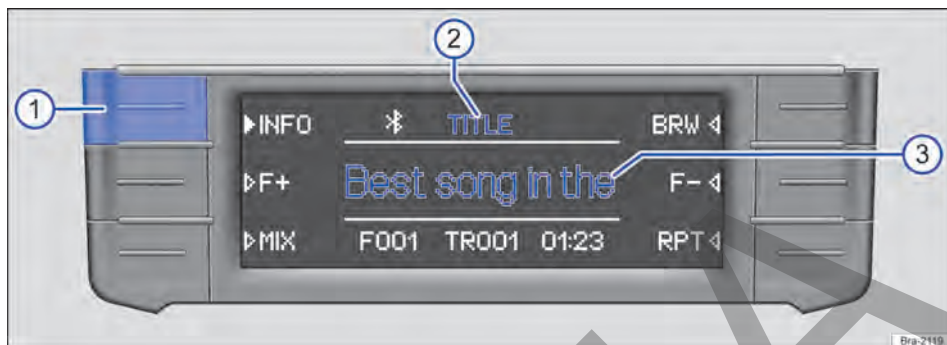 2
1
▶INFO TITLE BRW ◁
3
▷F+ Best song in the F- ◁
▷MIX F001 TR001 01:23 RPT ◁
Bra-2119